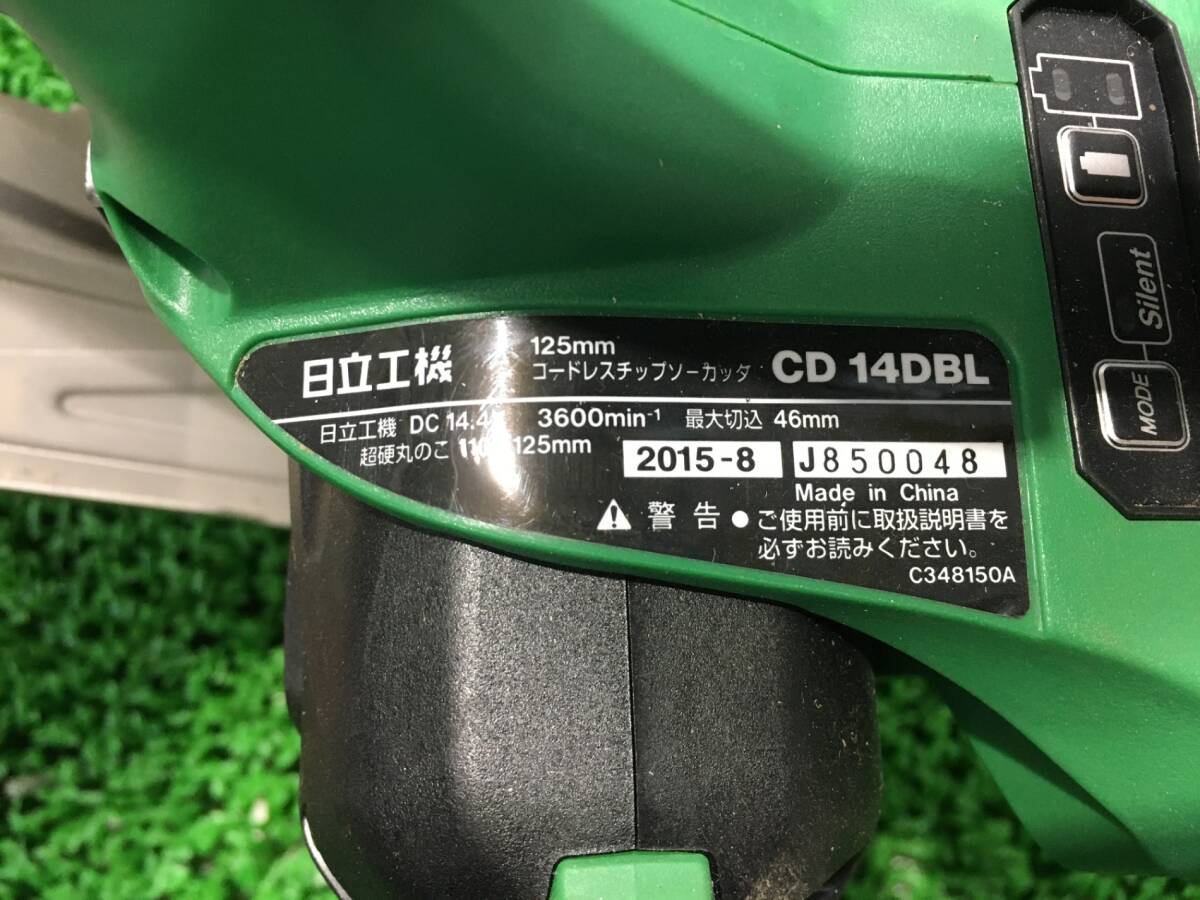 日立工機
125mm
コードレスチップソーカッタ CD 14DBL
日立工機 DC 14.4 3600min⁻¹ 最大切込 46mm
超硬丸のこ 110 125mm
2015-8 J850048
Made in China
警告 ●ご使用前に取扱説明書を
必ずお読みください。
C348150A
Silent
MODE